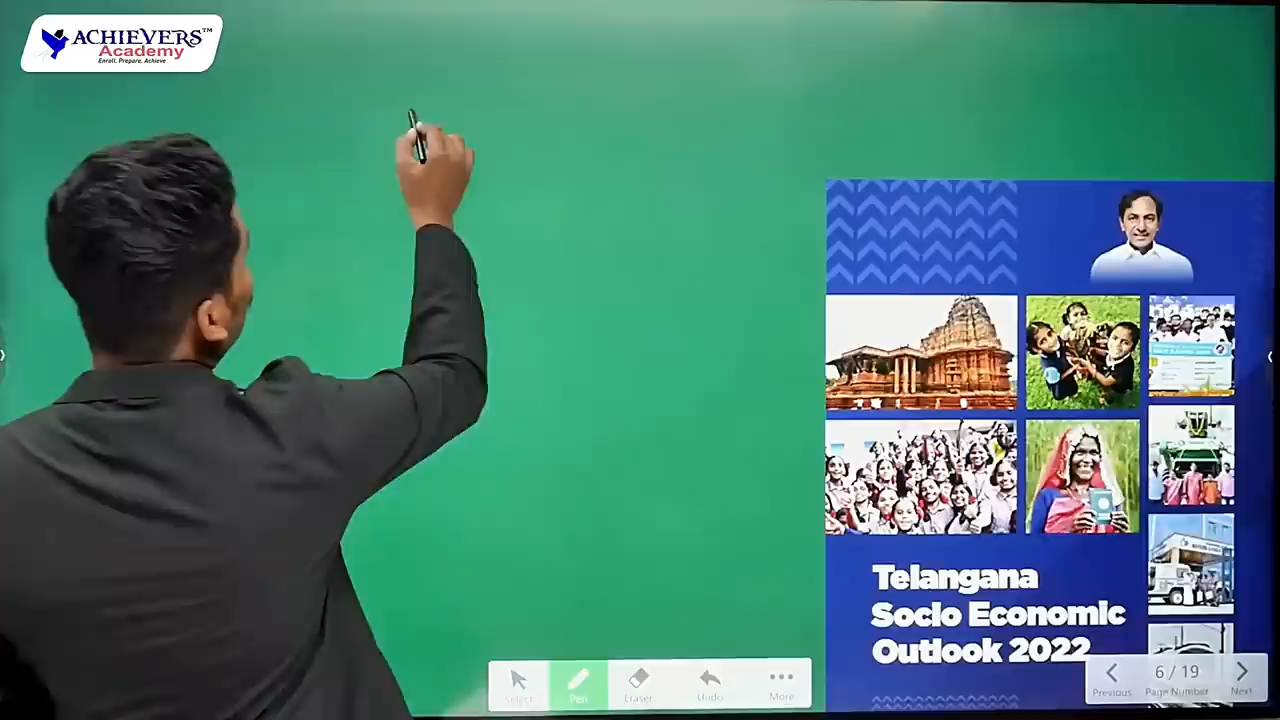 ACHIEVERS™
Academy
Enroll. Prepare. Achieve
Telangana
Socio Economic
Outlook 2022
Select
Pen
Eraser
Undo
More
Previous
6 / 19
Page Number
Next